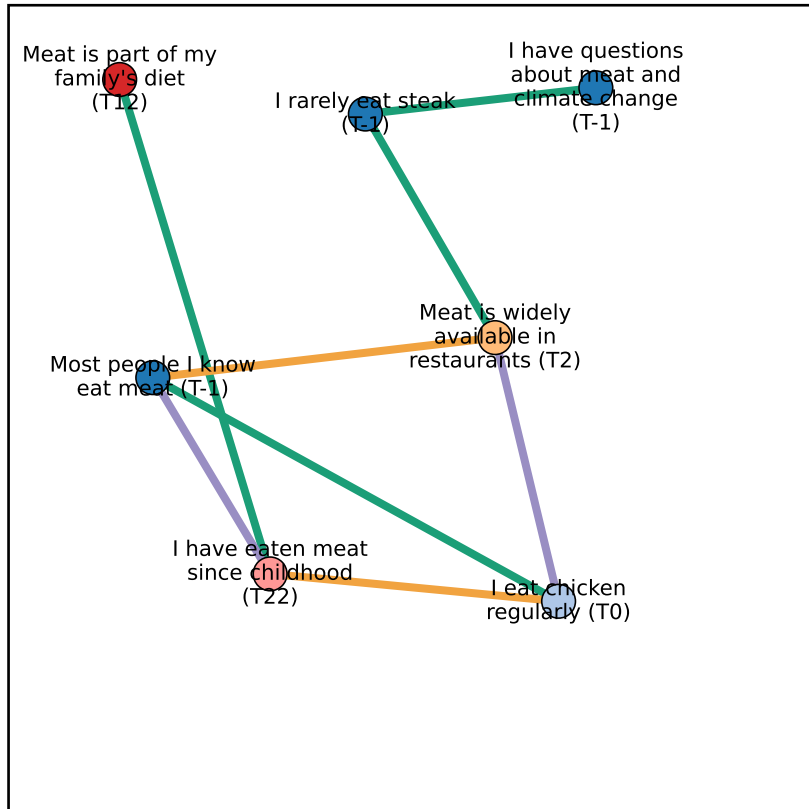 Meat is part of my
family's diet
(T12)
I have questions
about meat and
climate change
(T-1)
I rarely eat steak
(T-1)
Meat is widely
available in
restaurants (T2)
Most people I know
eat meat (T-1)
I have eaten meat
since childhood
(T22)
I eat chicken
regularly (T0)